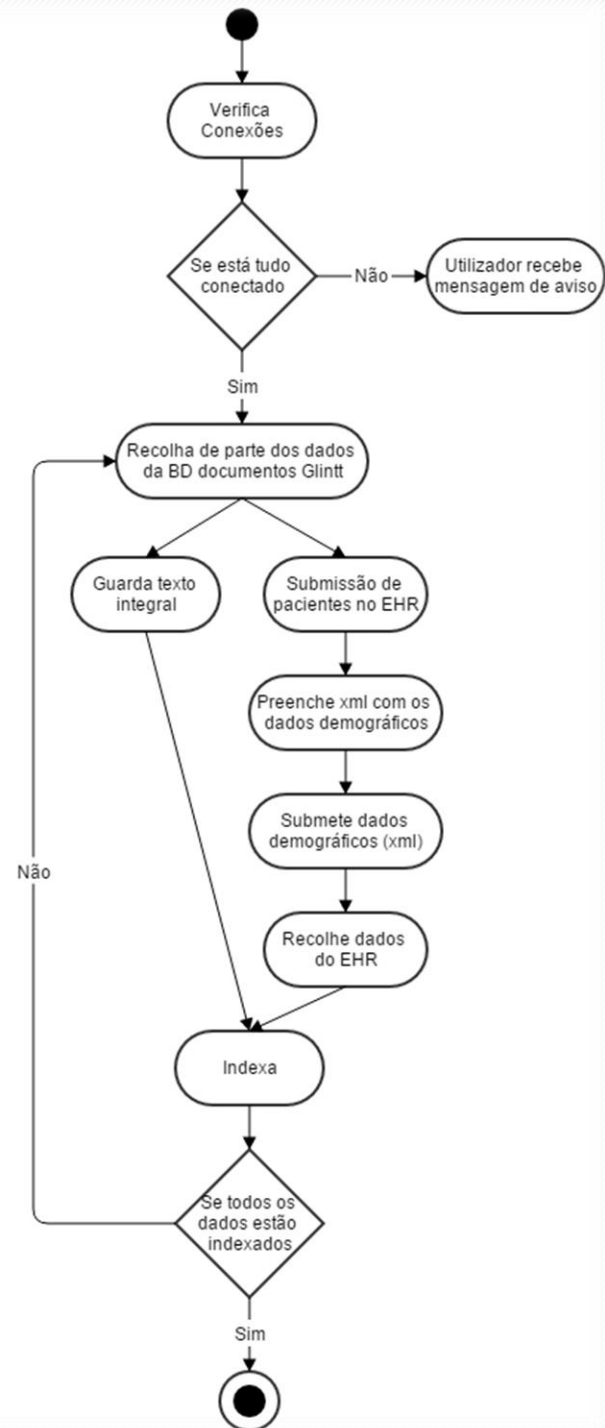 Verifica
Conexões
Se está tudo
conectado
Não
Utilizador recebe
mensagem de aviso
Sim
Recolha de parte dos dados
da BD documentos Glintt
Guarda texto
integral
Submissão de
pacientes no EHR
Preenche xml com os
dados demográficos
Submete dados
demográficos (xml)
Não
Recolhe dados
do EHR
Indexa
Se todos os
dados estão
indexados
Sim